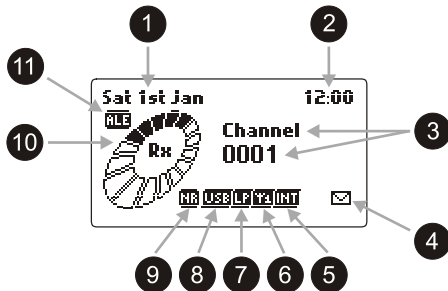 1 2
11
Sat 1st Jan 12:00
ALE
10 Rx Channel 3
0001
NR USB LP T1 INT
4
9 8 7 6 5